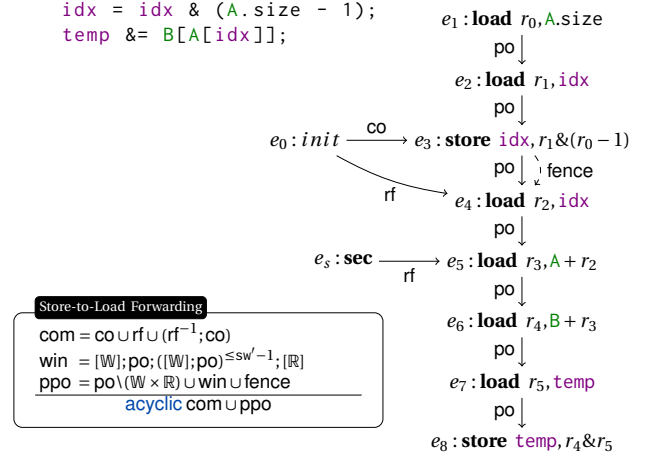 idx = idx & (A.size - 1);
temp &= B[A[idx]];
e₁ : load r₀, A.size
po
e₂ : load r₁, idx
po
e₀ : init co e₃ : store idx, r₁&(r₀ − 1)
po fence
rf e₄ : load r₂, idx
po
eₛ : sec rf e₅ : load r₃, A + r₂
po
e₆ : load r₄, B + r₃
po
e₇ : load r₅, temp
po
e₈ : store temp, r₄&r₅
Store-to-Load Forwarding
com = co ∪ rf ∪ (rf⁻¹; co)
win = [𝕎]; po; ([𝕎]; po)^{≤sw′−1}; [ℝ]
ppo = po\(𝕎 × ℝ) ∪ win ∪ fence
acyclic com ∪ ppo